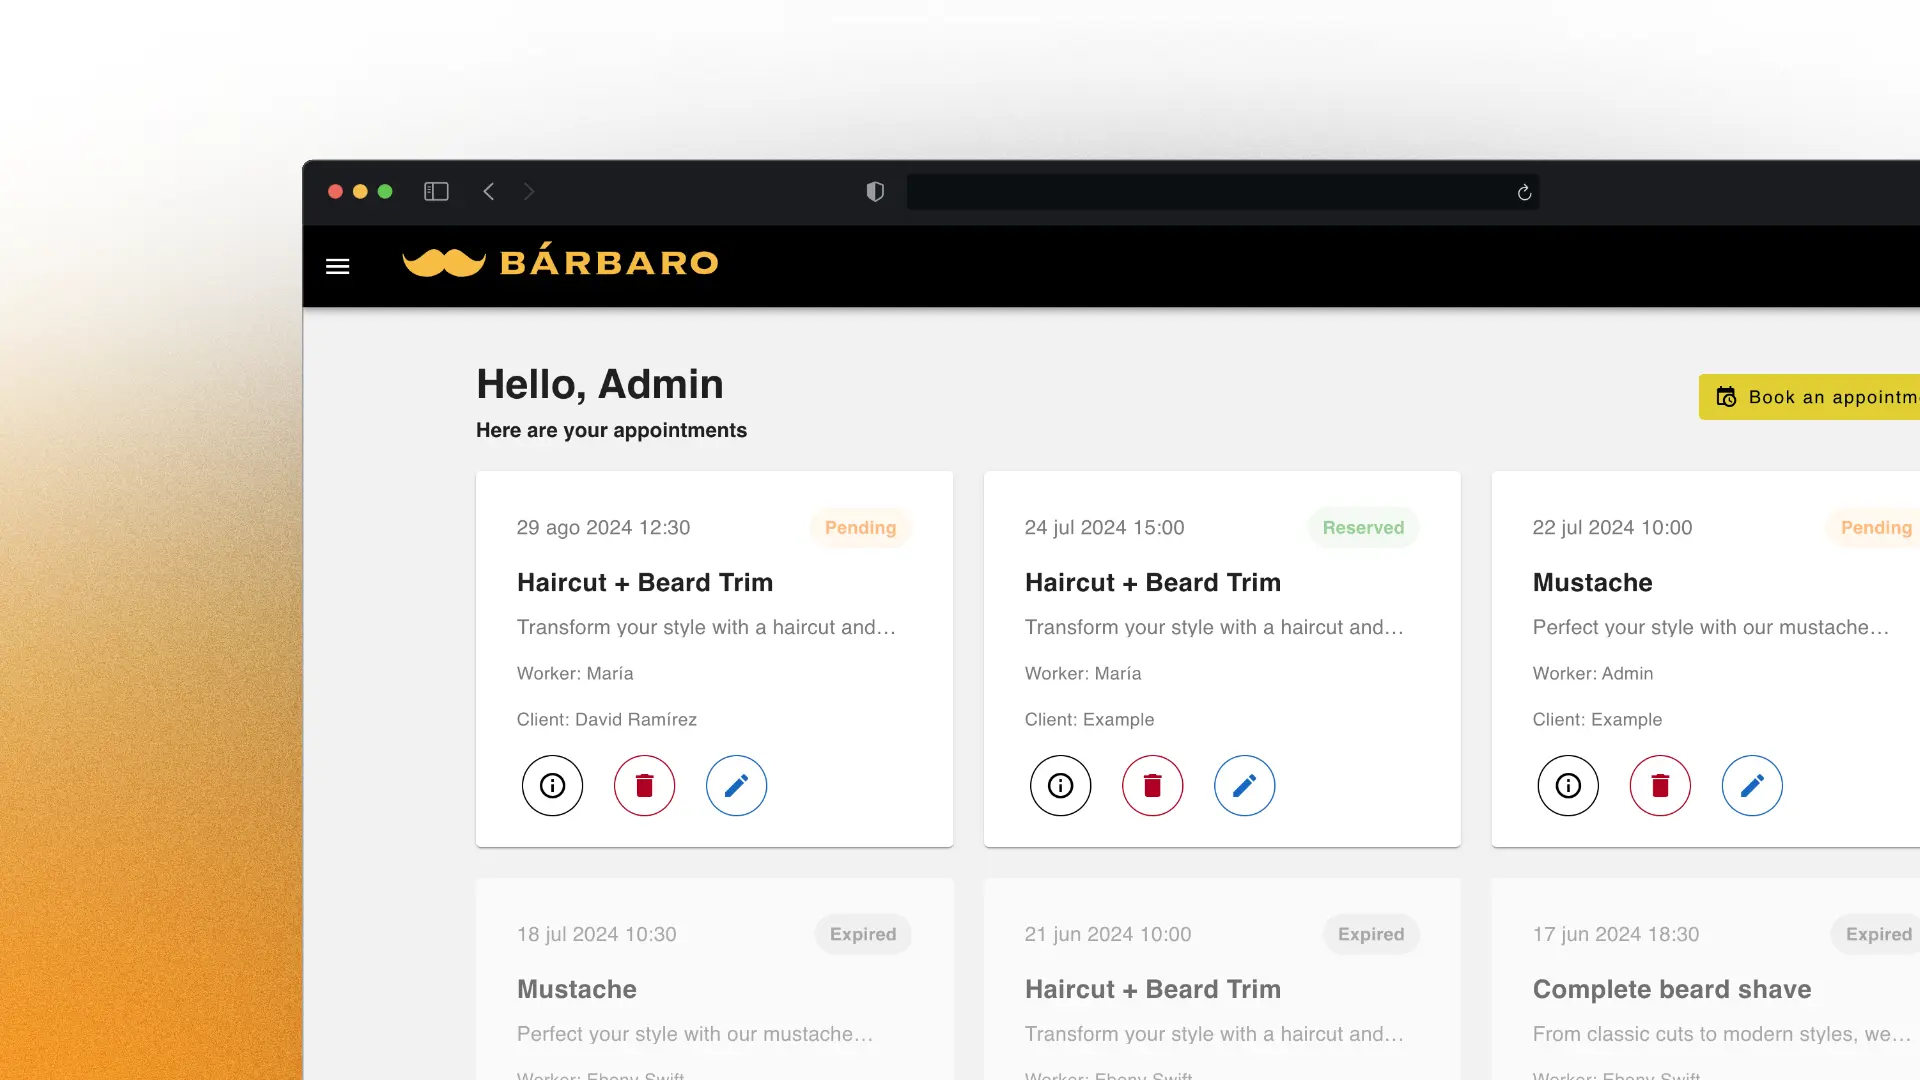 BÁRBARO
Hello, Admin
Here are your appointments
Book an
29 ago 2024 12:30
Pending
Haircut + Beard Trim
Transform your style with a haircut and...
Worker: María
Client: David Ramírez
24 jul 2024 15:00
Reserved
Haircut + Beard Trim
Transform your style with a haircut and...
Worker: María
Client: Example
22 jul 2024 10:00
Pending
Mustache
Perfect your style with our mustache...
Worker: Admin
Client: Example
18 jul 2024 10:30
Expired
Mustache
Perfect your style with our mustache...
Worker: Ebony Swift
21 jun 2024 10:00
Expired
Haircut + Beard Trim
Transform your style with a haircut and...
Worker: Ebony Swift
17 jun 2024 18:30
Expired
Complete beard shave
From classic cuts to modern styles, we...
Worker: Ebony Swift